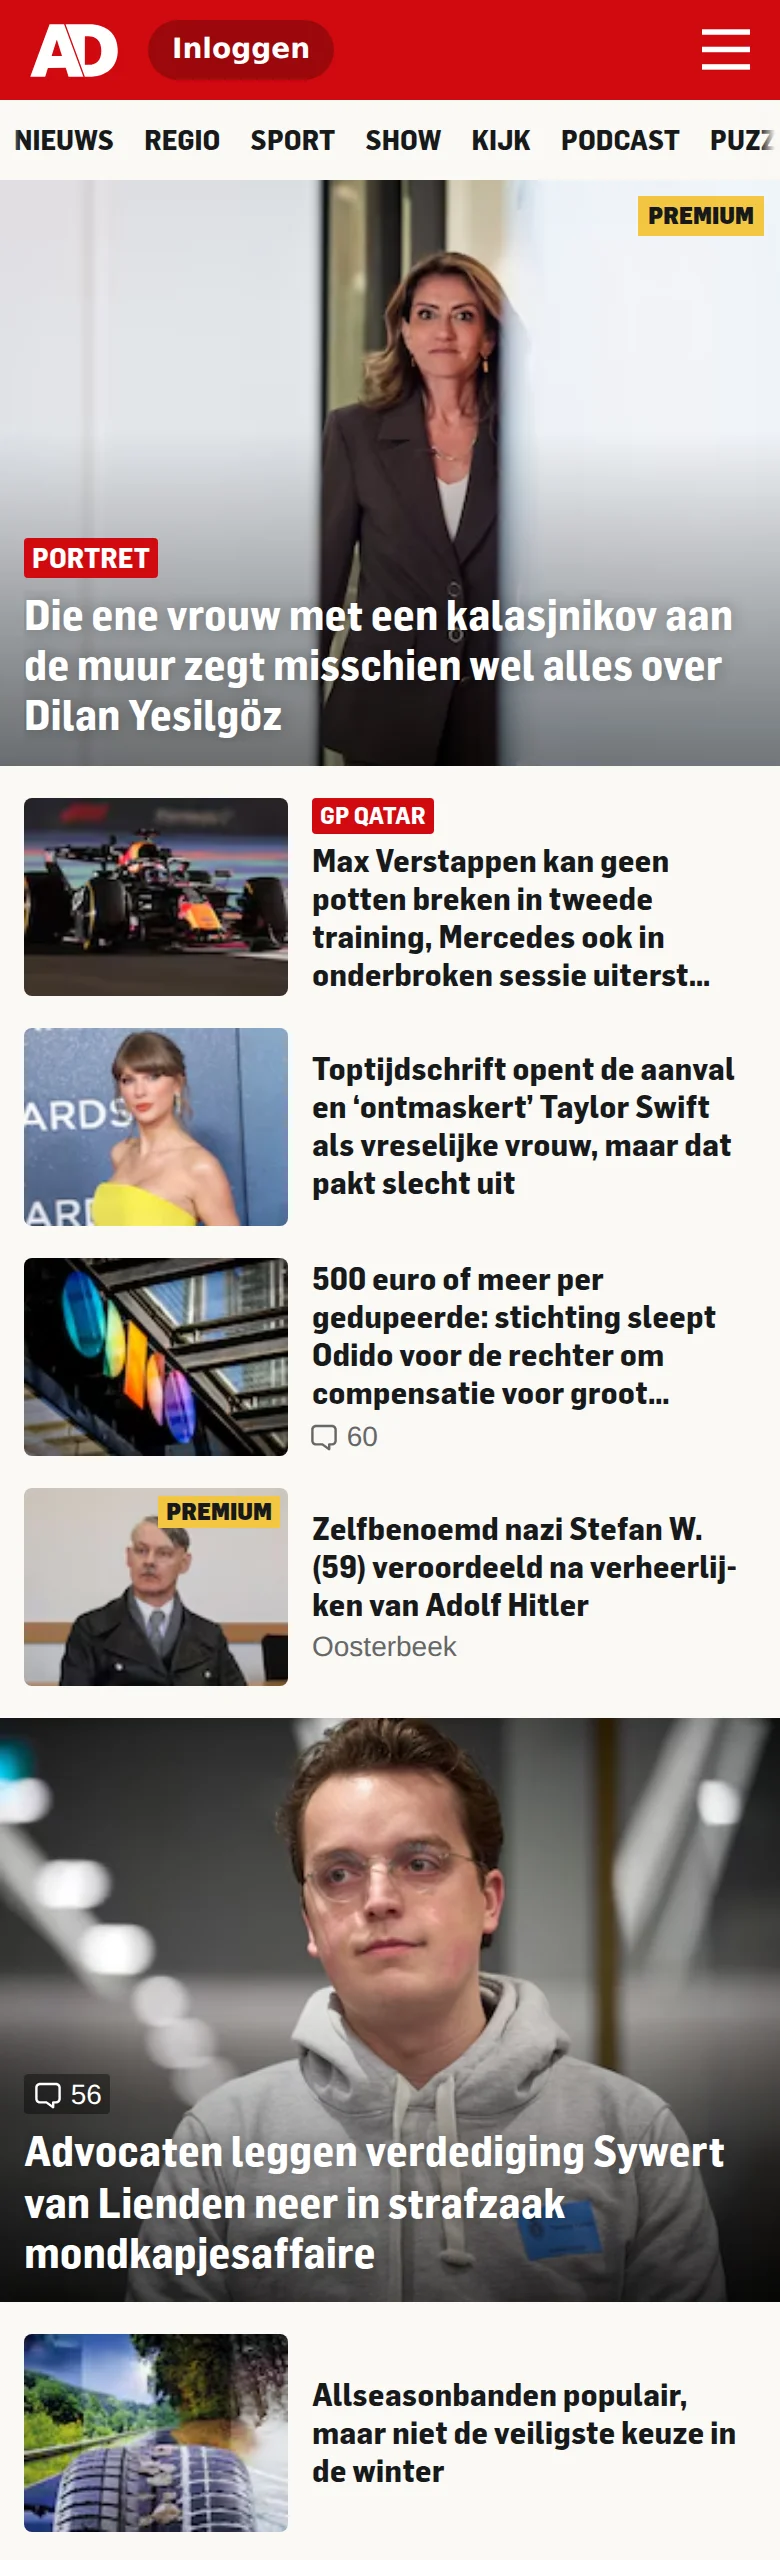 AD
Inloggen
NIEUWS REGIO SPORT SHOW KIJK PODCAST PUZZ
PREMIUM
PORTRET
Die ene vrouw met een kalasjnikov aan
de muur zegt misschien wel alles over
Dilan Yesilgöz
GP QATAR
Max Verstappen kan geen
potten breken in tweede
training, Mercedes ook in
onderbroken sessie uiterst...
ARDS
ARD
Toptijdschrift opent de aanval
en ‘ontmaskert’ Taylor Swift
als vreselijke vrouw, maar dat
pakt slecht uit
500 euro of meer per
gedupeerde: stichting sleept
Odido voor de rechter om
compensatie voor groot...
60
PREMIUM
Zelfbenoemd nazi Stefan W.
(59) veroordeeld na verheerlij-
ken van Adolf Hitler
Oosterbeek
56
Advocaten leggen verdediging Sywert
van Lienden neer in strafzaak
mondkapjesaffaire
Allseasonbanden populair,
maar niet de veiligste keuze in
de winter